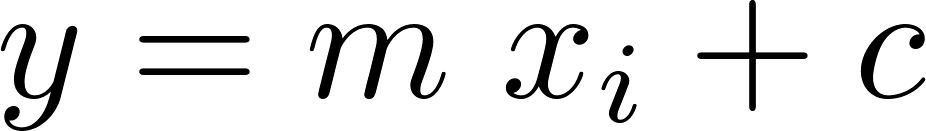 y = m x_i + c